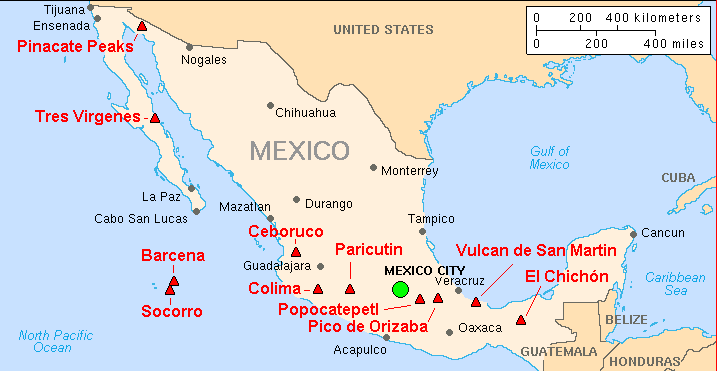 Tijuana
Ensenada
Pinacate Peaks
Nogales
UNITED STATES
0 200 400 kilometers
0 200 400 miles
Tres Virgenes
Chihuahua
MEXICO
Monterrey
Gulf of
Mexico
CUBA
La Paz
Cabo San Lucas
Mazatlan
Durango
Tampico
Cancun
Ceboruco
Paricutin
Vulcan de San Martin
Barcena
Guadalajara
MEXICO CITY
Veracruz
El Chichón
Caribbean
Sea
Colima
Socorro
Popocatepetl
Pico de Orizaba
BELIZE
North Pacific
Ocean
Acapulco
Oaxaca
GUATEMALA
HONDURAS